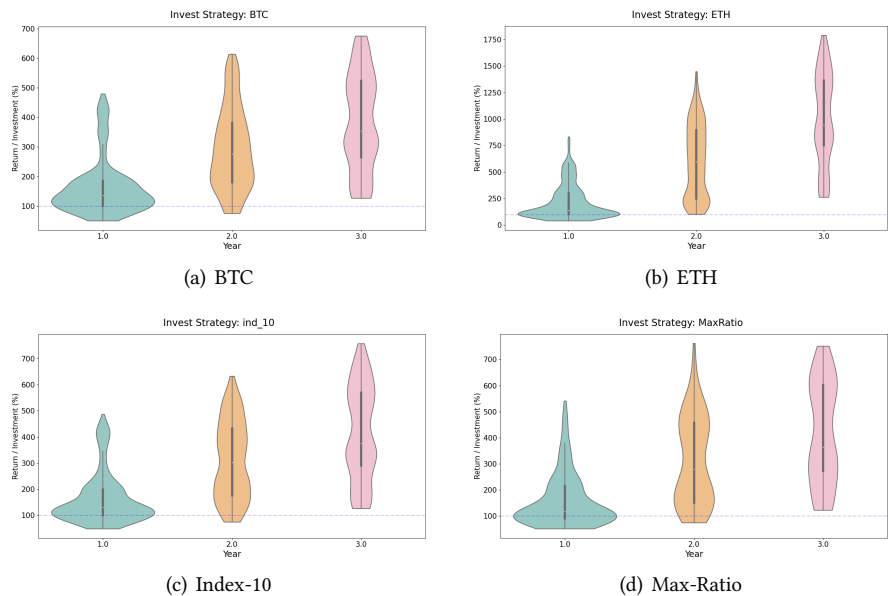 Invest Strategy: BTC
700
600
500
400
300
200
100
Return / Investment (%)
1.0 2.0 3.0
Year
(a) BTC
Invest Strategy: ETH
1750
1500
1250
1000
750
500
250
0
Return / Investment (%)
1.0 2.0 3.0
Year
(b) ETH
Invest Strategy: ind_10
700
600
500
400
300
200
100
Return / Investment (%)
1.0 2.0 3.0
Year
(c) Index-10
Invest Strategy: MaxRatio
700
600
500
400
300
200
100
Return / Investment (%)
1.0 2.0 3.0
Year
(d) Max-Ratio